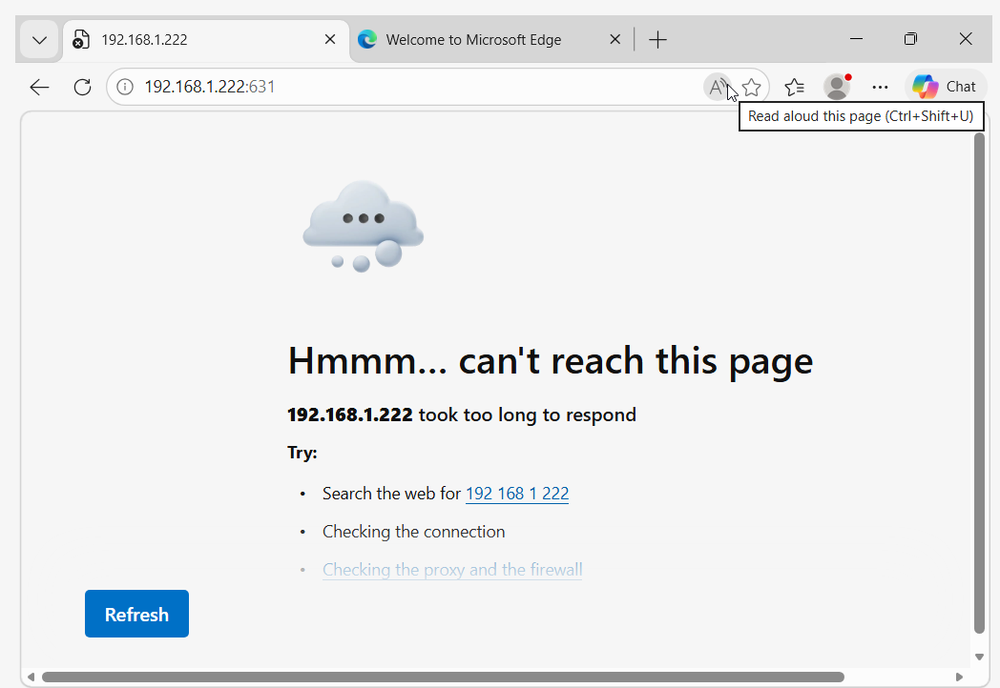 192.168.1.222
Welcome to Microsoft Edge
192.168.1.222:631
Chat
Read aloud this page (Ctrl+Shift+U)
Hmmm... can't reach this page
192.168.1.222 took too long to respond
Try:
• Search the web for 192 168 1 222
• Checking the connection
• Checking the proxy and the firewall
Refresh